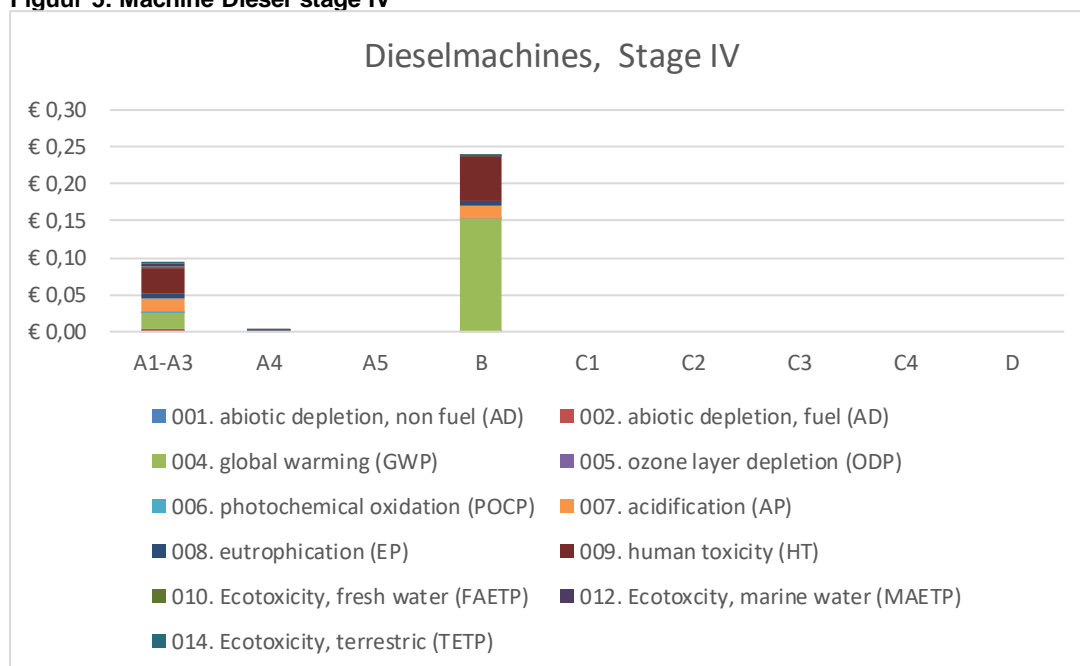 Figuur 5: Machine Diesel stage IV
Dieselmachines, Stage IV
€ 0,30
€ 0,25
€ 0,20
€ 0,15
€ 0,10
€ 0,05
€ 0,00
A1-A3 A4 A5 B C1 C2 C3 C4 D
001. abiotic depletion, non fuel (AD) 002. abiotic depletion, fuel (AD)
004. global warming (GWP) 005. ozone layer depletion (ODP)
006. photochemical oxidation (POCP) 007. acidification (AP)
008. eutrophication (EP) 009. human toxicity (HT)
010. Ecotoxicity, fresh water (FAETP) 012. Ecotoxcity, marine water (MAETP)
014. Ecotoxicity, terrestric (TETP)